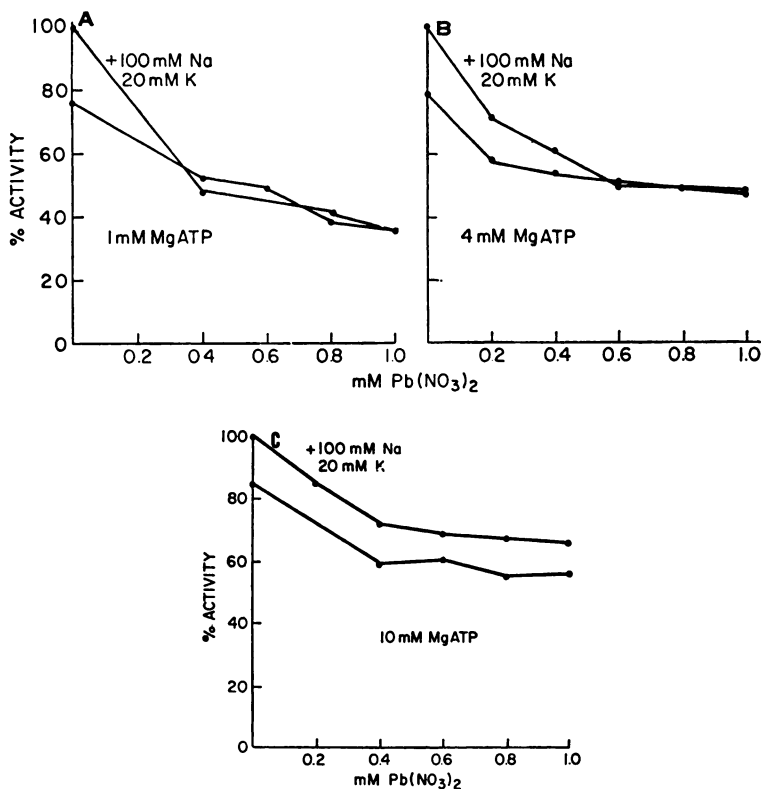 A
100
80
60
40
20
0
% ACTIVITY
+100 mM Na
20 mM K
1 mM MgATP
0.2 0.4 0.6 0.8 1.0
B
+100 mM Na
20 mM K
4 mM MgATP
0.2 0.4 0.6 0.8 1.0
mM Pb(NO₃)₂
C
100
80
60
40
20
0
% ACTIVITY
+100 mM Na
20 mM K
10 mM MgATP
0.2 0.4 0.6 0.8 1.0
mM Pb(NO₃)₂